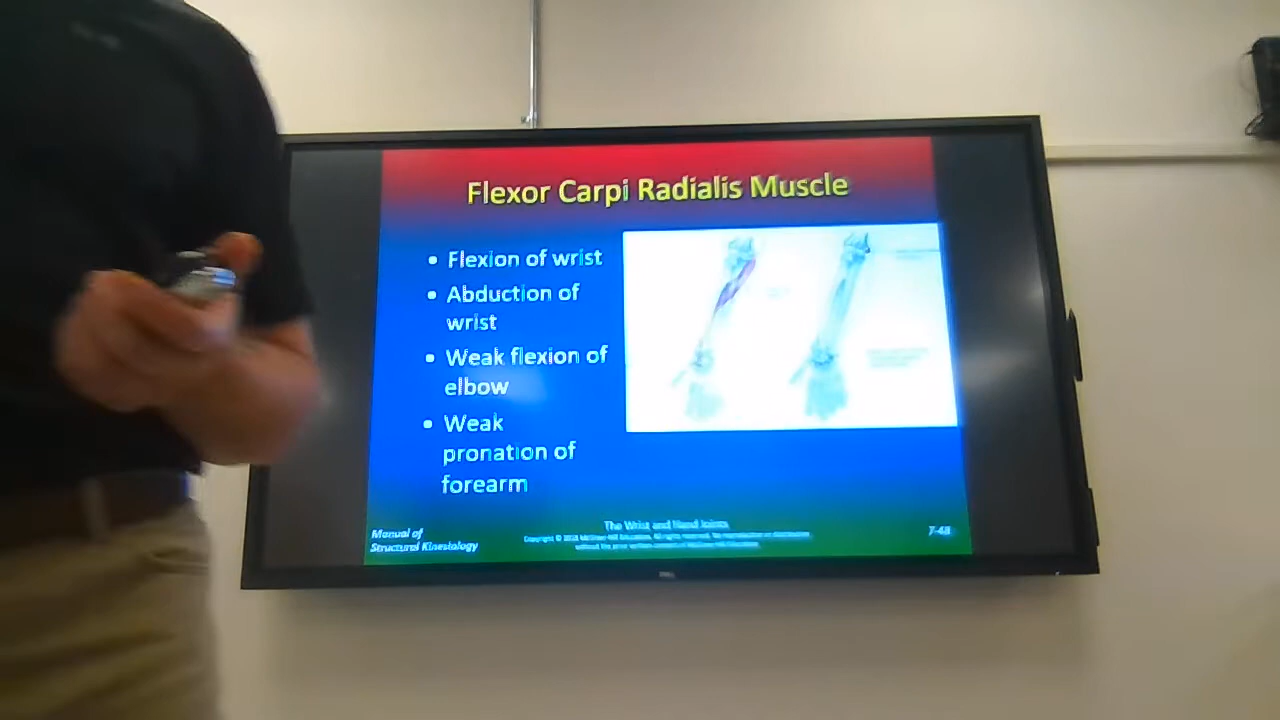 Flexor Carpi Radialis Muscle
• Flexion of wrist
• Abduction of
wrist
• Weak flexion of
elbow
• Weak
pronation of
forearm
Manual of
Structural Kinesiology
The Wrist and Hand Joints
7-48